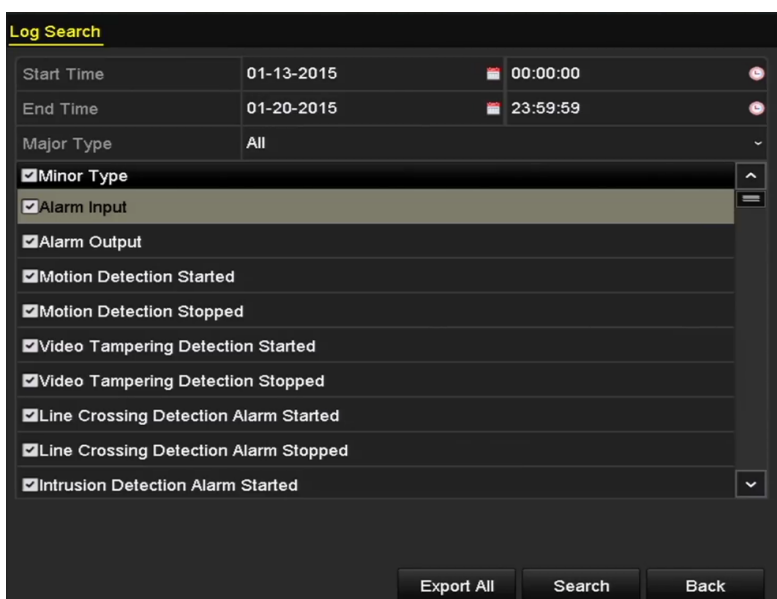 Log Search
Start Time 01-13-2015 00:00:00
End Time 01-20-2015 23:59:59
Major Type All
Minor Type
Alarm Input
Alarm Output
Motion Detection Started
Motion Detection Stopped
Video Tampering Detection Started
Video Tampering Detection Stopped
Line Crossing Detection Alarm Started
Line Crossing Detection Alarm Stopped
Intrusion Detection Alarm Started
Export All Search Back